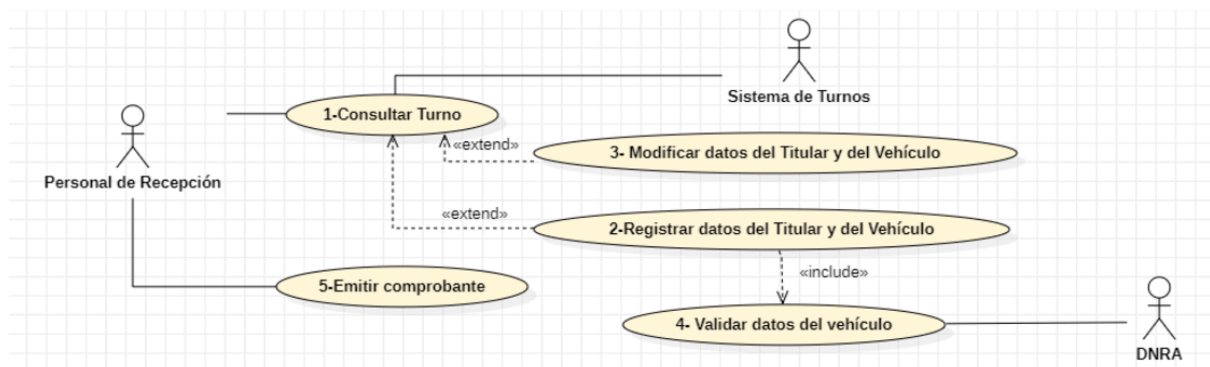 Sistema de Turnos
1-Consultar Turno
«extend»
3- Modificar datos del Titular y del Vehículo
Personal de Recepción
«extend»
2-Registrar datos del Titular y del Vehículo
«include»
5-Emitir comprobante
4- Validar datos del vehículo
DNRA